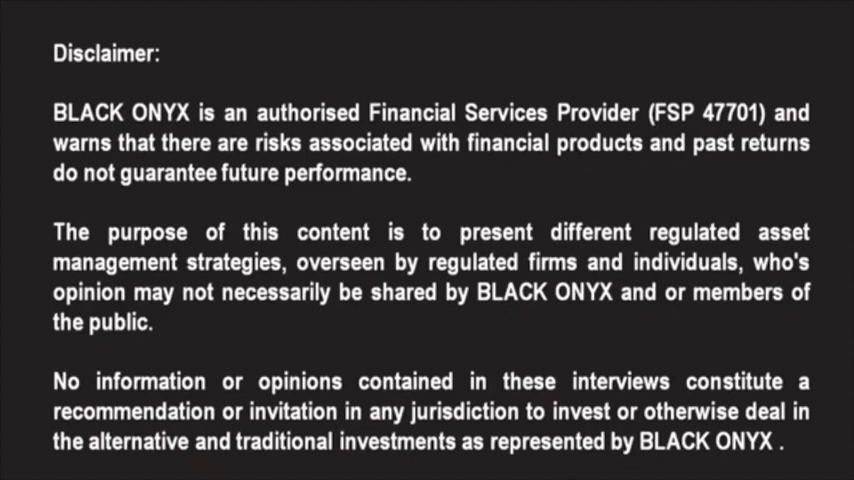 Disclaimer:
BLACK ONYX is an authorised Financial Services Provider (FSP 47701) and
warns that there are risks associated with financial products and past returns
do not guarantee future performance.
The purpose of this content is to present different regulated asset
management strategies, overseen by regulated firms and individuals, who's
opinion may not necessarily be shared by BLACK ONYX and or members of
the public.
No information or opinions contained in these interviews constitute a
recommendation or invitation in any jurisdiction to invest or otherwise deal in
the alternative and traditional investments as represented by BLACK ONYX .